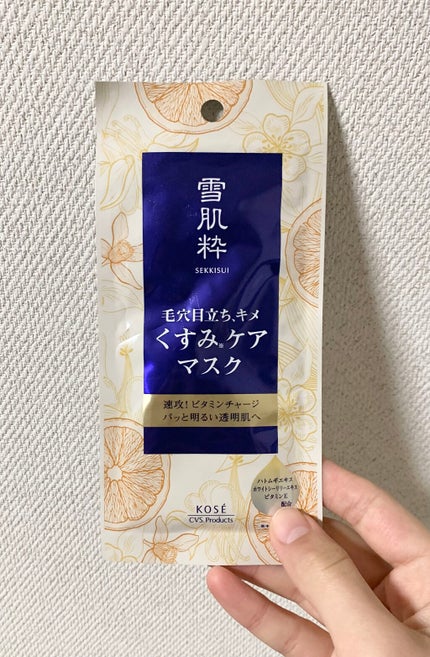 雪肌粋
SEKKISUI
毛穴目立ち、キメ
くすみ※ケア
マスク
速攻!ビタミンチャージ
パッと明るい透明肌へ
ハトムギエキス
ホワイトシーリリーエキス
ビタミンE
配合
KOSÉ
CVS. Products